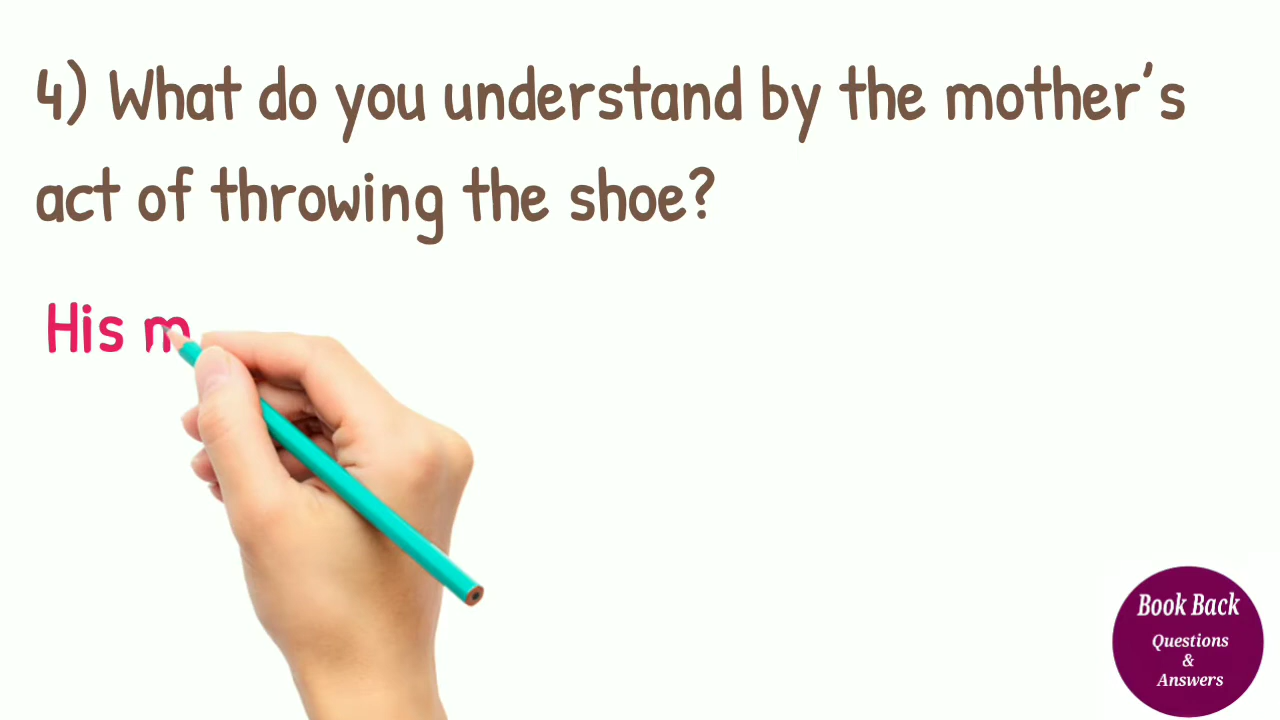 4) What do you understand by the mother's
act of throwing the shoe?
His m
Book Back
Questions
&
Answers